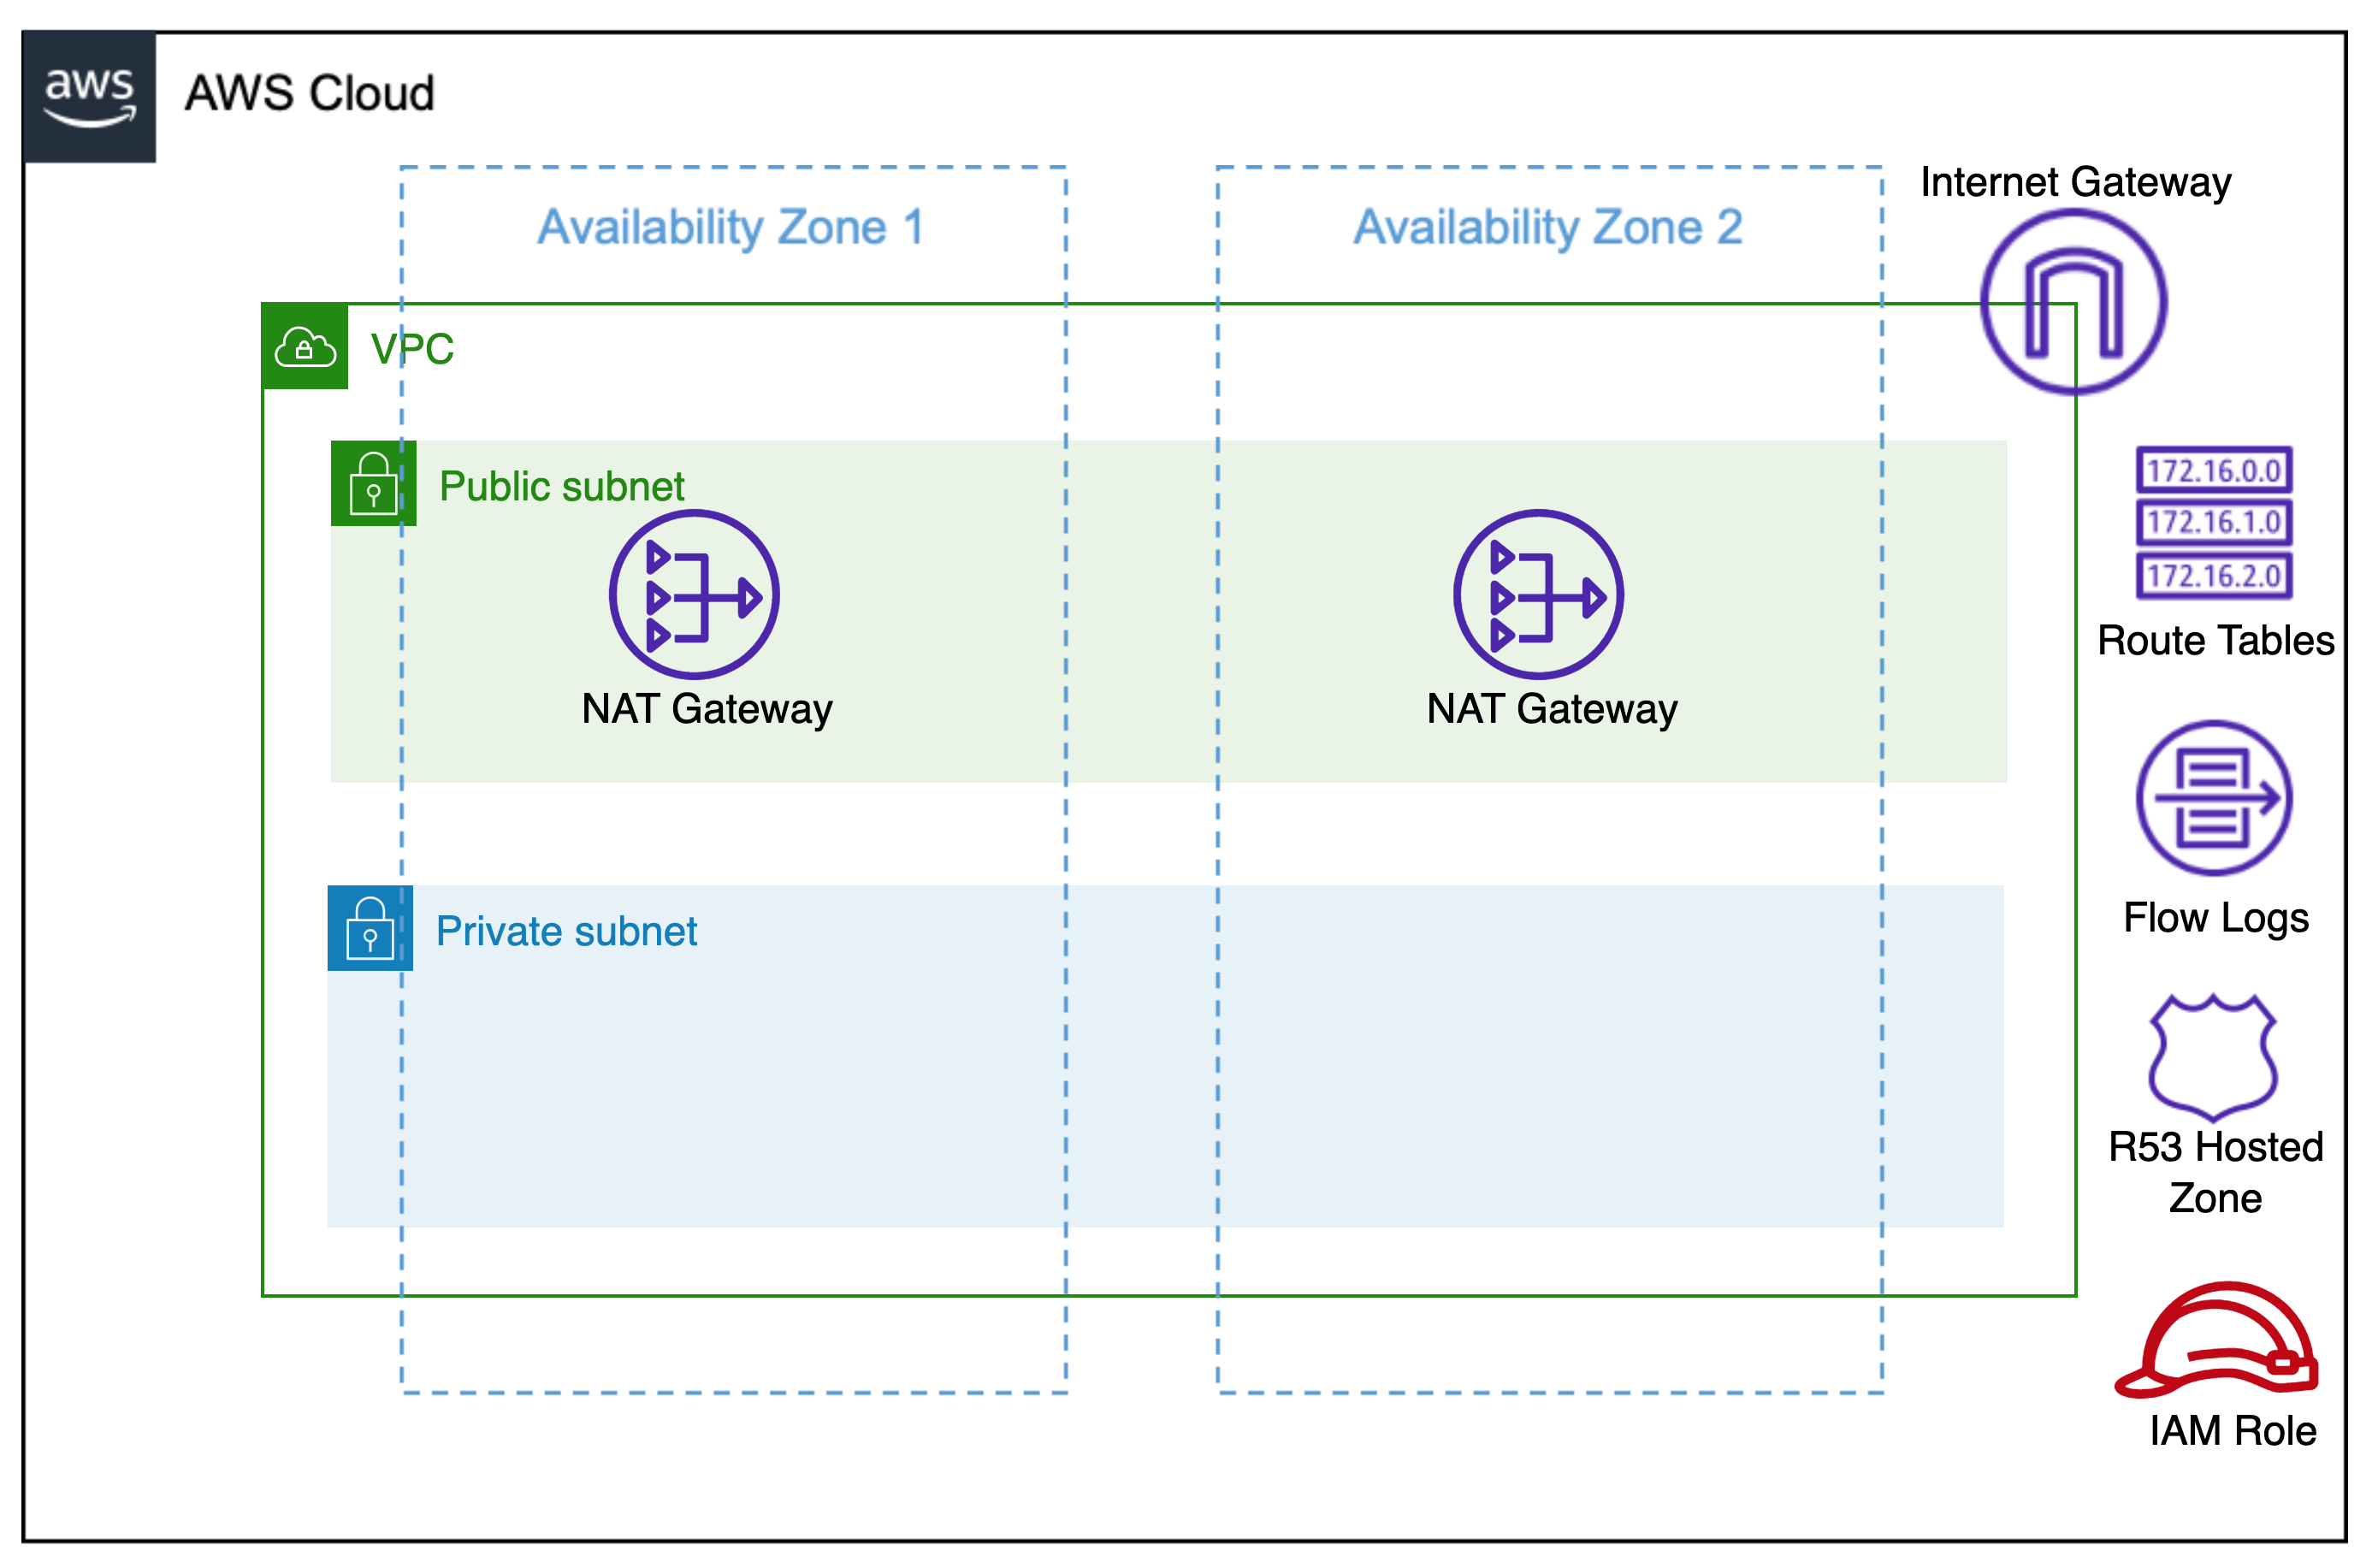 aws
AWS Cloud
Availability Zone 1
Availability Zone 2
Internet Gateway
VPC
Public subnet
172.16.0.0
172.16.1.0
172.16.2.0
Route Tables
NAT Gateway
NAT Gateway
Flow Logs
Private subnet
R53 Hosted
Zone
IAM Role